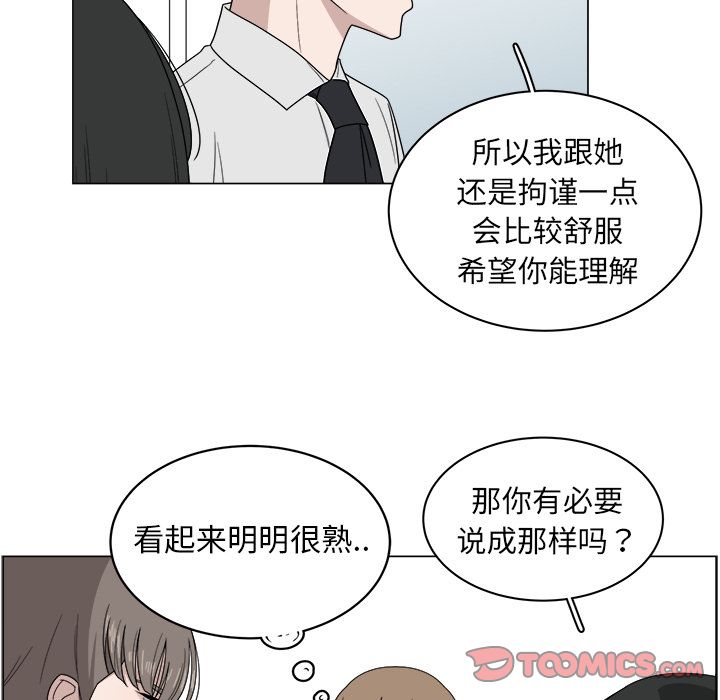 所以我跟她
还是拘谨一点
会比较舒服
希望你能理解
看起来明明很熟..
那你有必要
说成那样吗？
TOOMICS
.COM